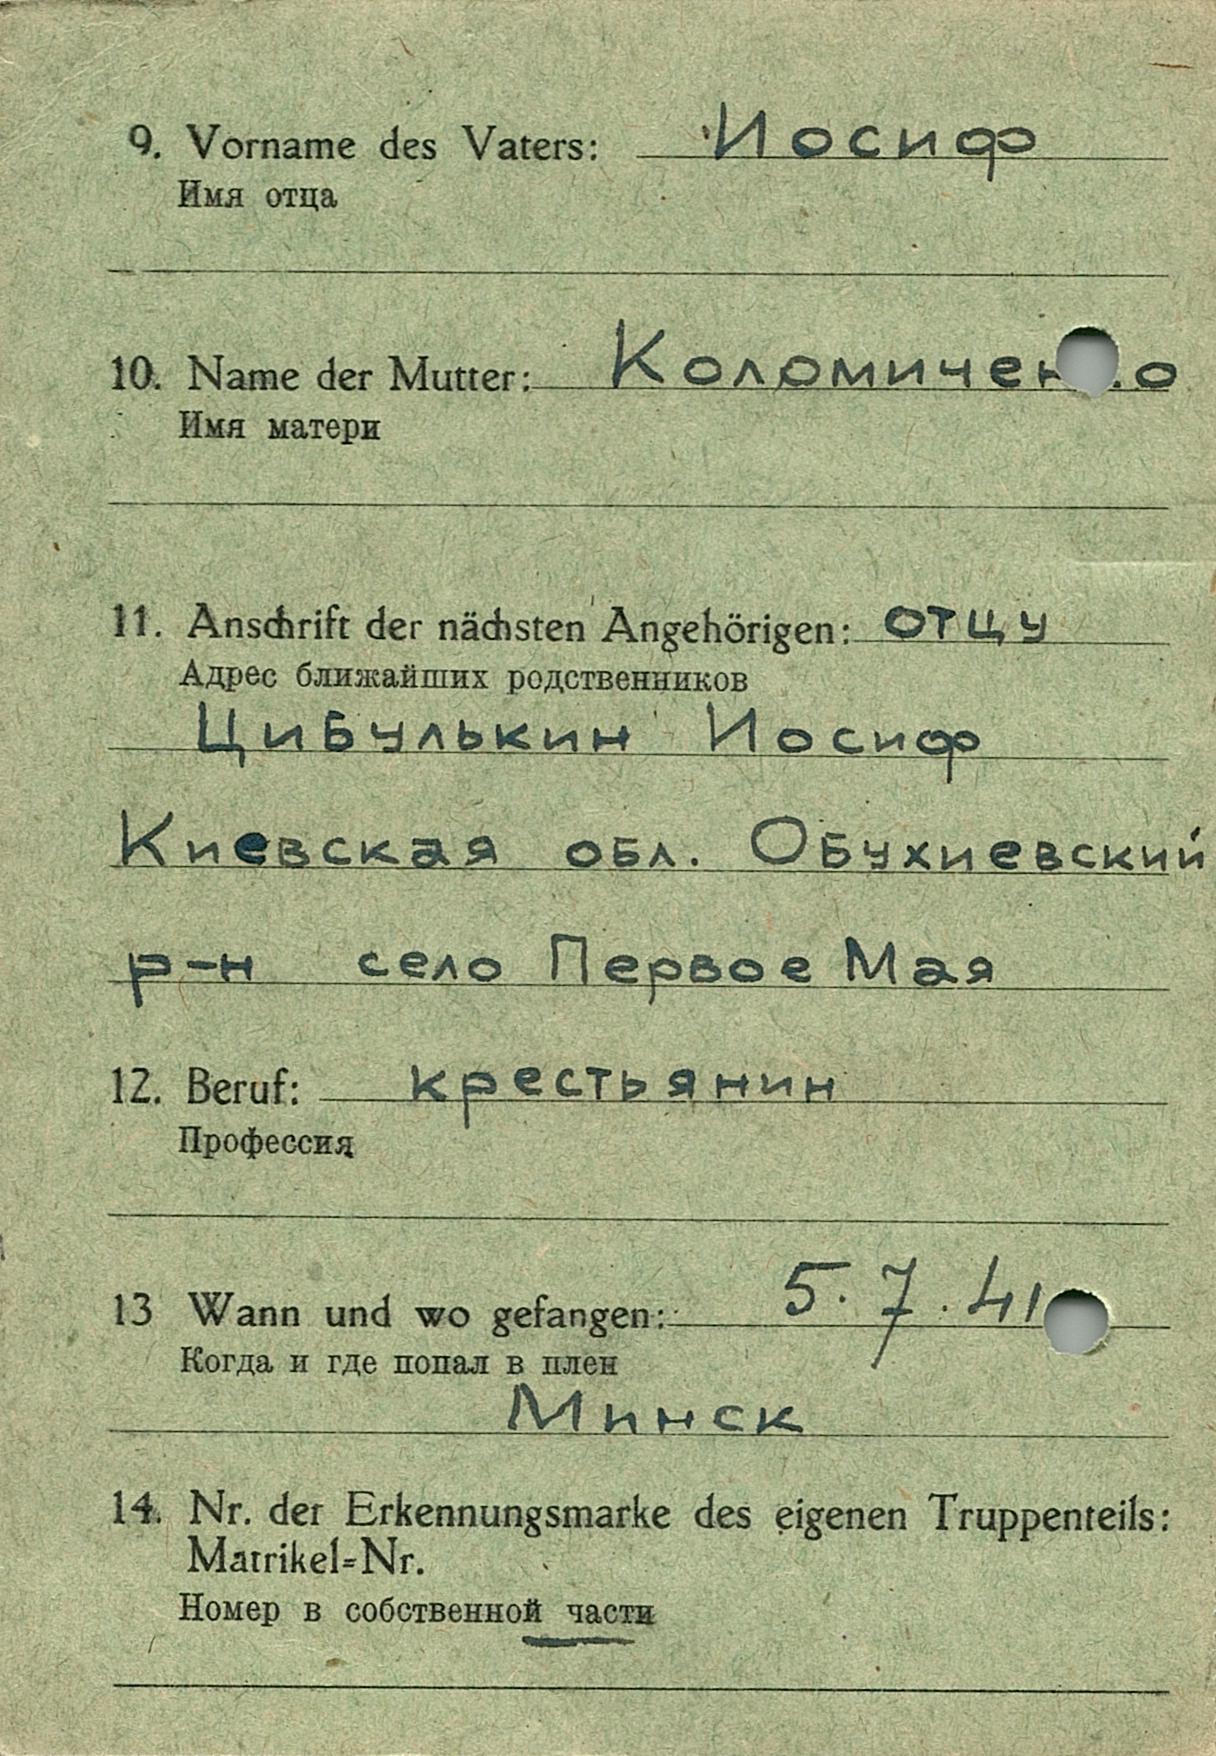 9. Vorname des Vaters: Иосиф
Имя отца
10. Name der Mutter: Коломиченко
Имя матери
11. Anschrift der nächsten Angehörigen: отцу
Адрес ближайших родственников
Цибулькин Иосиф
Киевская обл. Обухиевский
р-н село Первое Мая
12. Beruf: крестьянин
Профессия
13 Wann und wo gefangen: 5. 7. 41
Когда и где попал в плен
Минск
14. Nr. der Erkennungsmarke des eigenen Truppenteils:
Matrikel=Nr.
Номер в собственной части